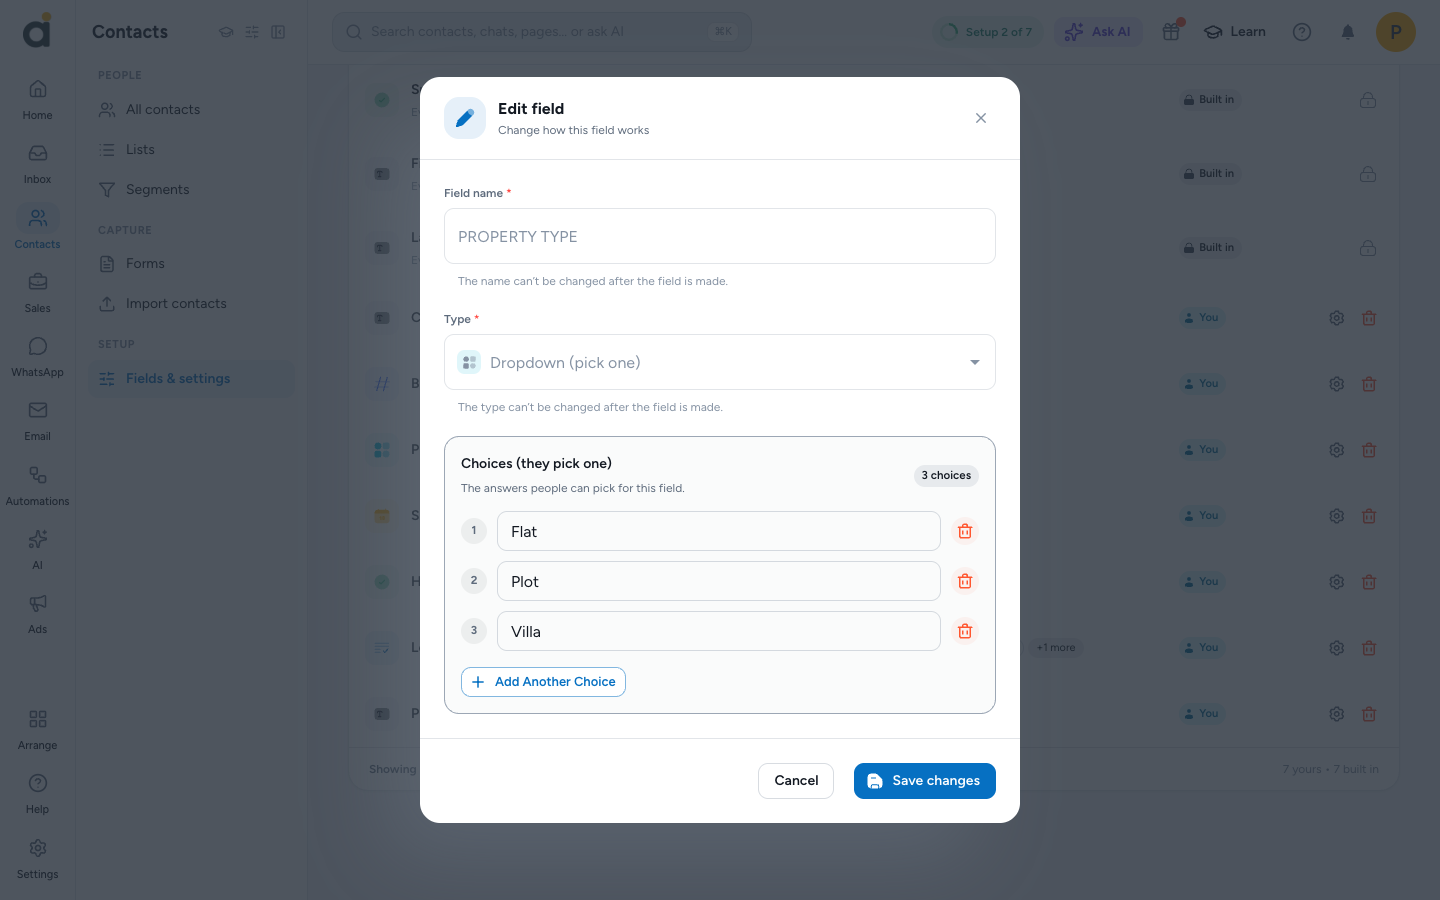 Contacts
Search contacts, chats, pages... or ask AI
⌘K
Setup 2 of 7
Ask AI
Learn
P
Home
Inbox
Contacts
Sales
WhatsApp
Email
Automations
AI
Ads
Arrange
Help
Settings
PEOPLE
All contacts
Lists
Segments
CAPTURE
Forms
Import contacts
SETUP
Fields & settings
Edit field
Change how this field works
Field name *
PROPERTY TYPE
The name can't be changed after the field is made.
Type *
Dropdown (pick one)
The type can't be changed after the field is made.
Choices (they pick one)
3 choices
The answers people can pick for this field.
1 Flat
2 Plot
3 Villa
Add Another Choice
Cancel
Save changes
Built in
Built in
Built in
You
You
You
You
You
+1 more
You
You
Showing
7 yours • 7 built in